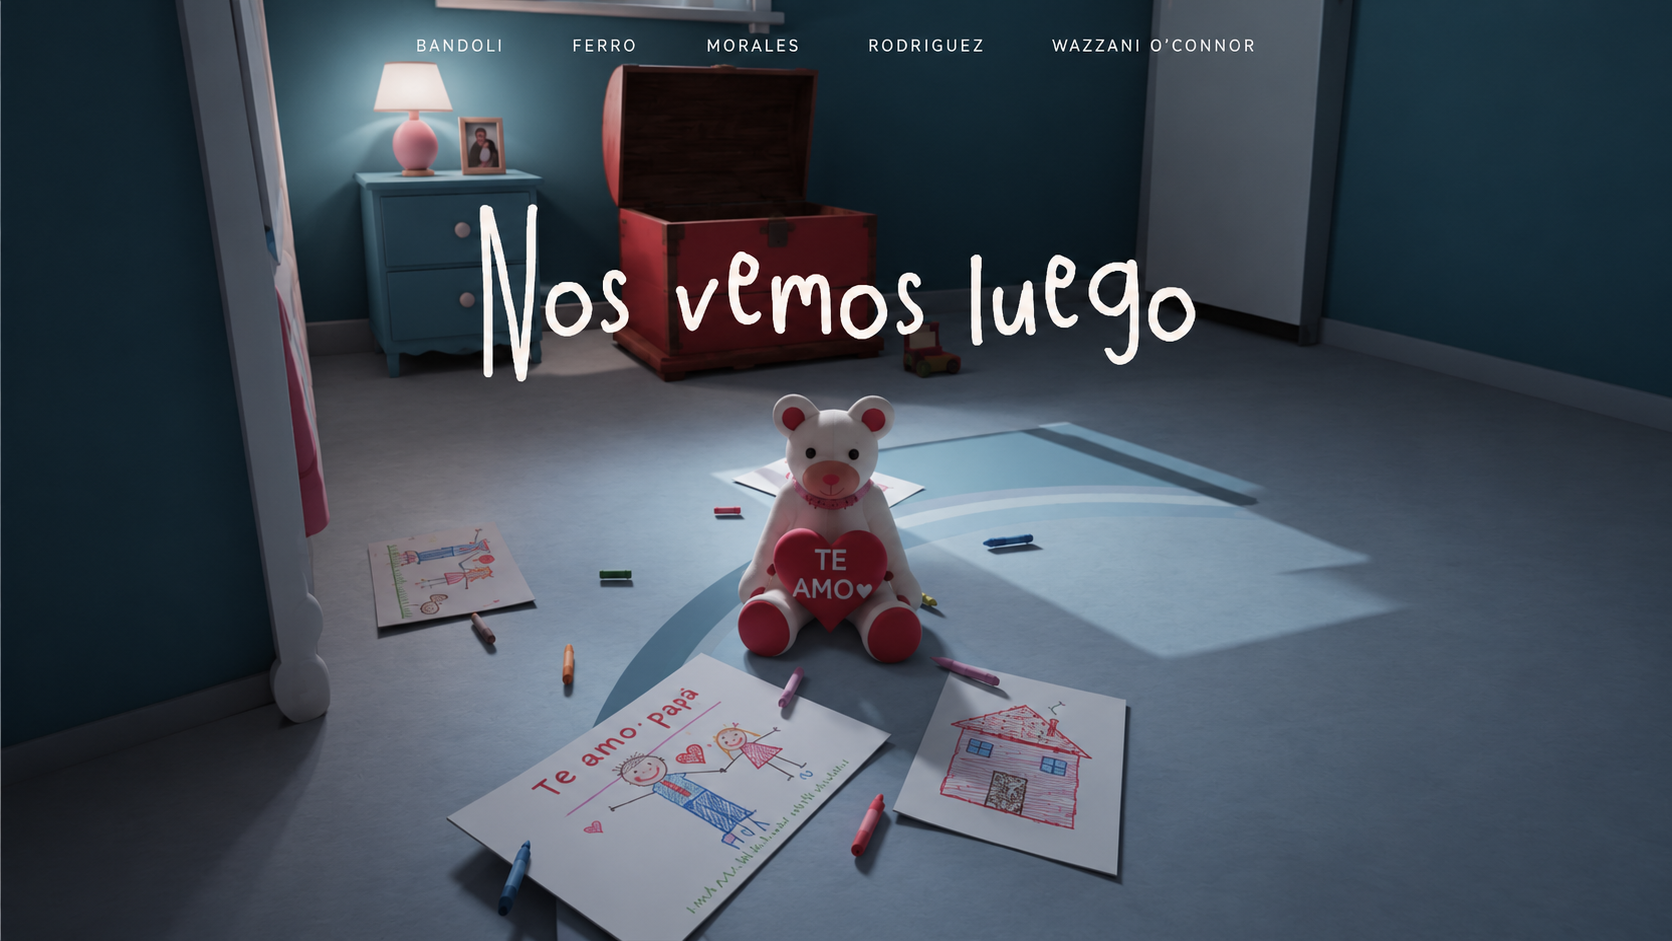 BANDOLI FERRO MORALES RODRIGUEZ WAZZANI O'CONNOR
Nos vemos luego
TE
AMO♥
Te amo. papá